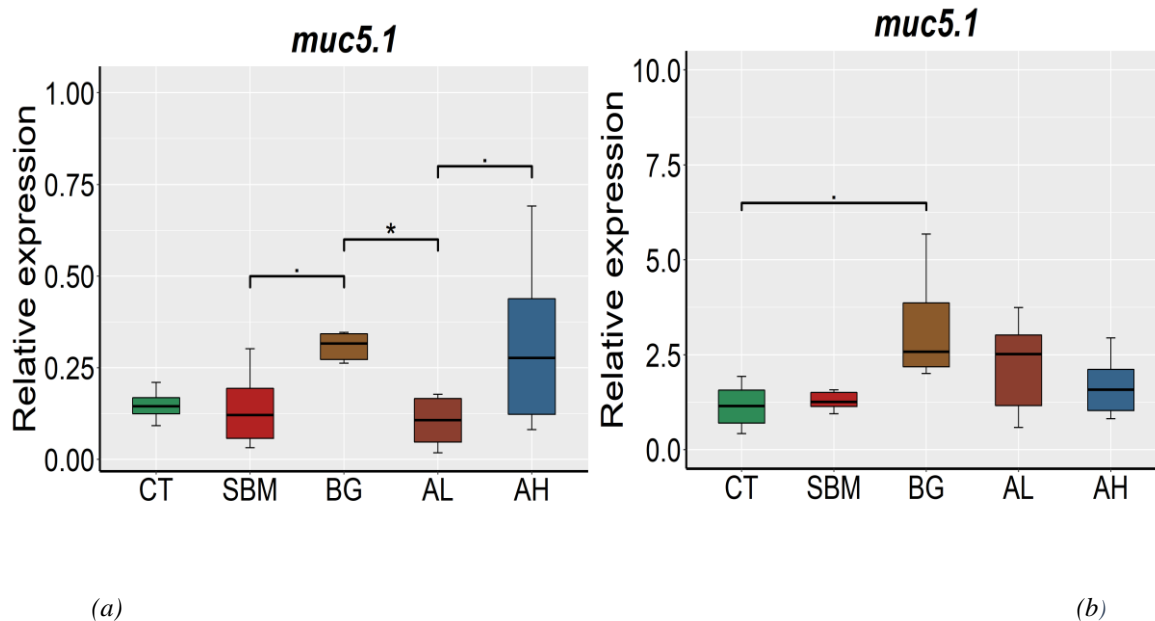 muc5.1
Relative expression
1.00
0.75
0.50
0.25
0.00
.
*
.
CT SBM BG AL AH
(a)
muc5.1
Relative expression
10.0
7.5
5.0
2.5
0.0
.
CT SBM BG AL AH
(b)